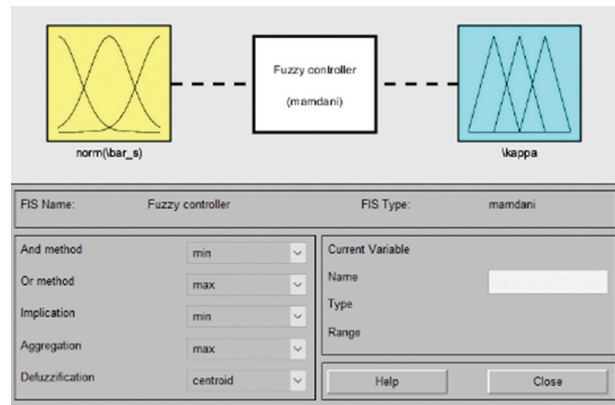 Fuzzy controller
(mamdani)
norm(\bar_s)
\kappa
FIS Name: Fuzzy controller FIS Type: mamdani
And method min
Or method max
Implication min
Aggregation max
Defuzzification centroid
Current Variable
Name
Type
Range
Help Close